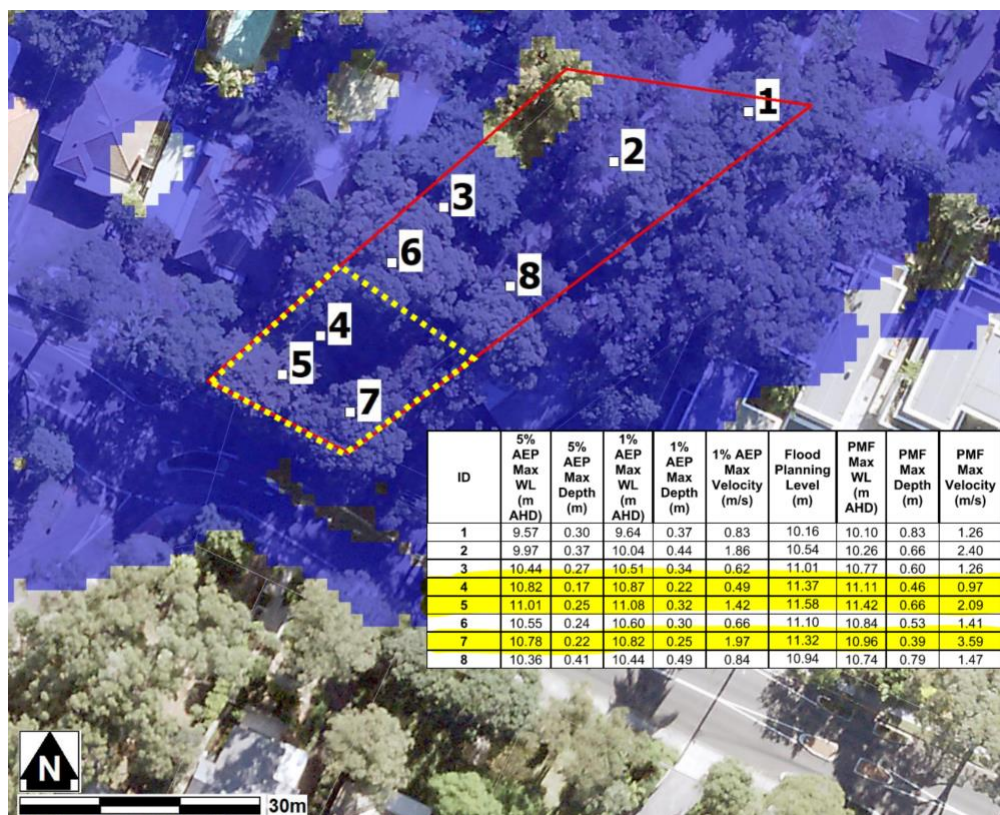 1
2
3
6
8
4
5
7
ID 5% AEP Max WL (m AHD) 5% AEP Max Depth (m) 1% AEP Max WL (m AHD) 1% AEP Max Depth (m) 1% AEP Max Velocity (m/s) Flood Planning Level (m) PMF Max WL (m AHD) PMF Max Depth (m) PMF Max Velocity (m/s)
1 9.57 0.30 9.64 0.37 0.83 10.16 10.10 0.83 1.26
2 9.97 0.37 10.04 0.44 1.86 10.54 10.26 0.66 2.40
3 10.44 0.27 10.51 0.34 0.62 11.01 10.77 0.60 1.26
4 10.82 0.17 10.87 0.22 0.49 11.37 11.11 0.46 0.97
5 11.01 0.25 11.08 0.32 1.42 11.58 11.42 0.66 2.09
6 10.55 0.24 10.60 0.30 0.66 11.10 10.84 0.53 1.41
7 10.78 0.22 10.82 0.25 1.97 11.32 10.96 0.39 3.59
8 10.36 0.41 10.44 0.49 0.84 10.94 10.74 0.79 1.47
N
30m